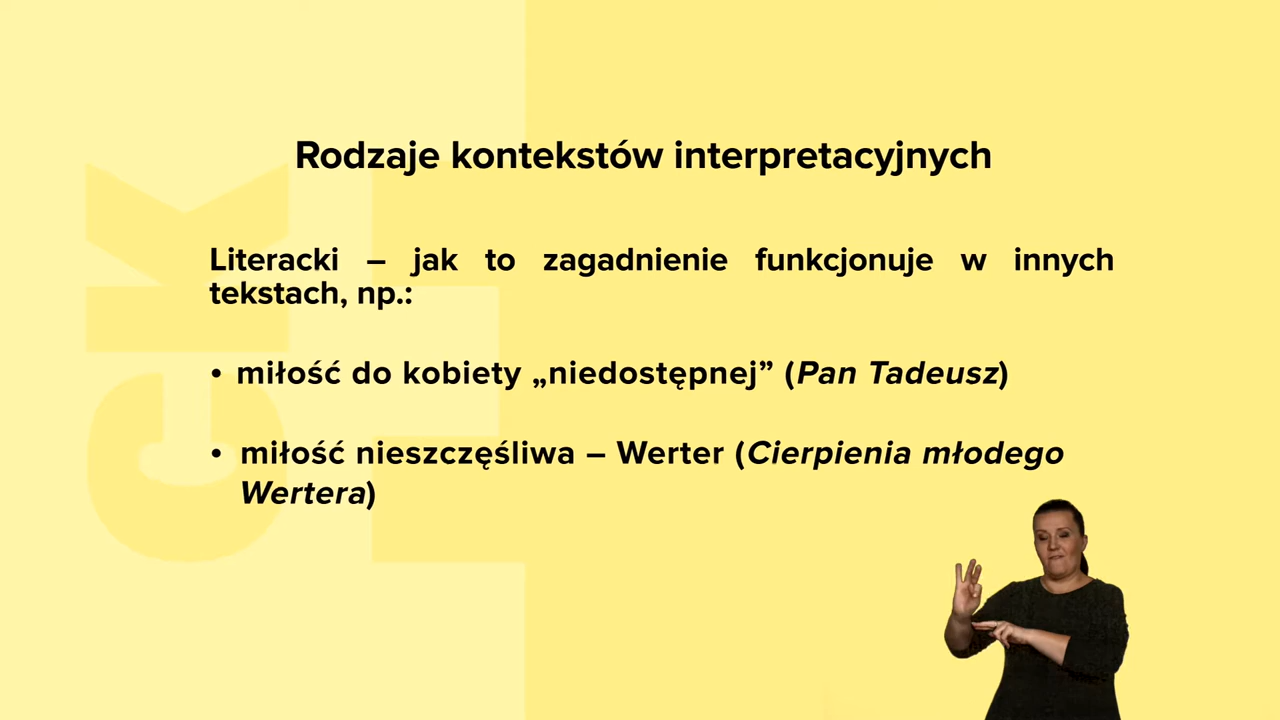 Rodzaje kontekstów interpretacyjnych
Literacki – jak to zagadnienie funkcjonuje w innych
tekstach, np.:
• miłość do kobiety „niedostępnej” (Pan Tadeusz)
• miłość nieszczęśliwa – Werter (Cierpienia młodego
Wertera)
cke